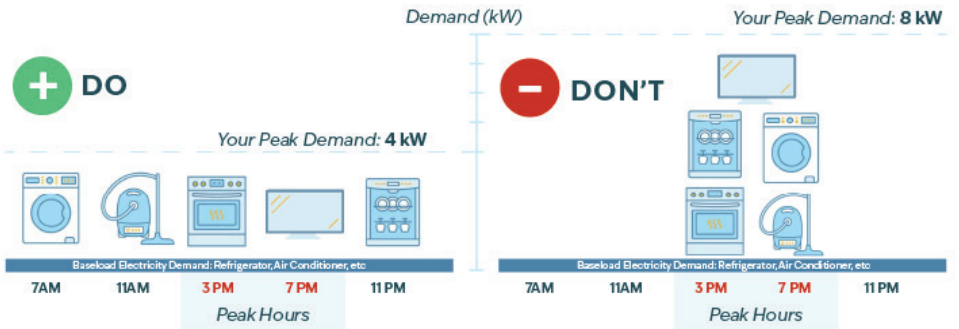 Demand (kW)
Your Peak Demand: 8 kW
+ DO
- DON'T
Your Peak Demand: 4 kW
Baseload Electricity Demand: Refrigerator, Air Conditioner, etc
7AM 11AM 3 PM 7 PM 11 PM
Peak Hours
Baseload Electricity Demand: Refrigerator, Air Conditioner, etc
7AM 11AM 3 PM 7 PM 11 PM
Peak Hours